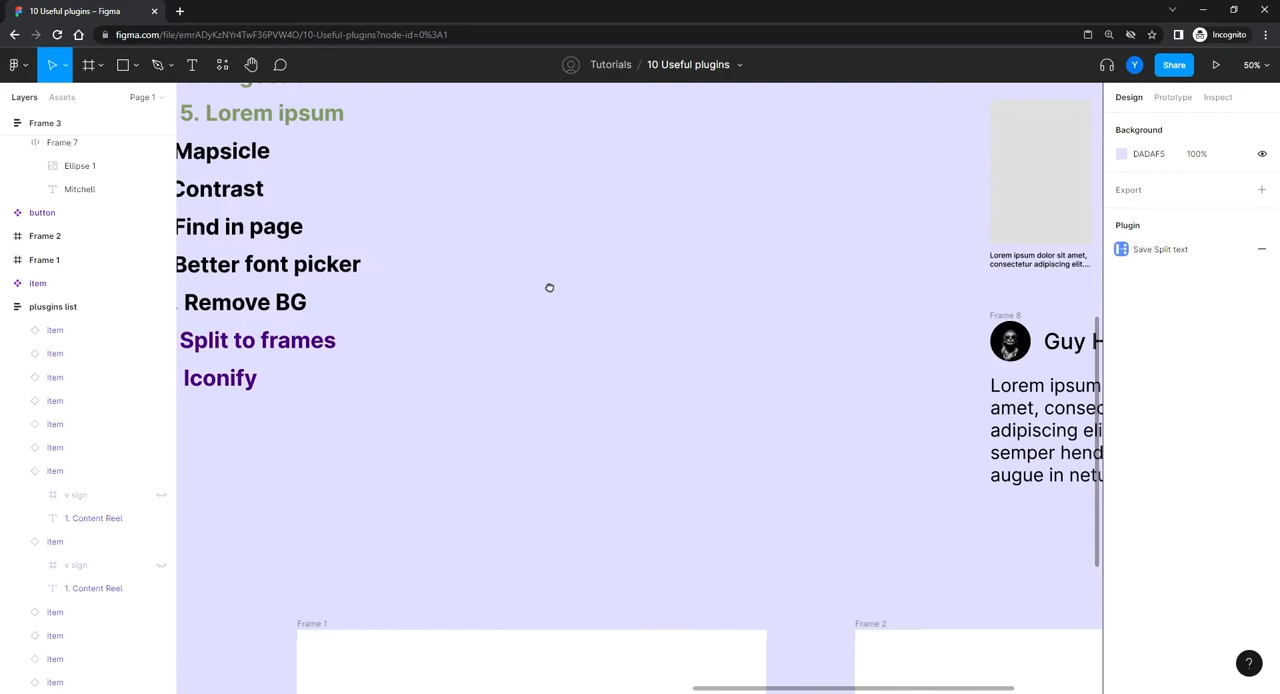 10 Useful plugins – Figma
figma.com/file/emrADyKzNYr4TwF36PVW4O/10-Useful-plugins?node-id=0%3A1
Incognito
Tutorials / 10 Useful plugins
Y
Share
50%
Layers
Assets
Page 1
Frame 3
Frame 7
Ellipse 1
Mitchell
button
Frame 2
Frame 1
item
plusgins list
item
item
item
item
item
item
item
v sign
1. Content Reel
item
v sign
1. Content Reel
item
item
item
item
5. Lorem ipsum
Mapsicle
Contrast
Find in page
Better font picker
. Remove BG
Split to frames
Iconify
Lorem ipsum dolor sit amet,
consectetur adipiscing elit....
Frame 8
Guy H
Lorem ipsum
amet, consec
adipiscing eli
semper hend
augue in netu
Frame 1
Frame 2
Design
Prototype
Inspect
Background
DADAF5
100%
Export
Plugin
Save Split text
?